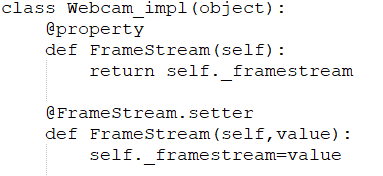 class Webcam_impl(object):
    @property
    def FrameStream(self):
        return self._framestream

    @FrameStream.setter
    def FrameStream(self,value):
        self._framestream=value